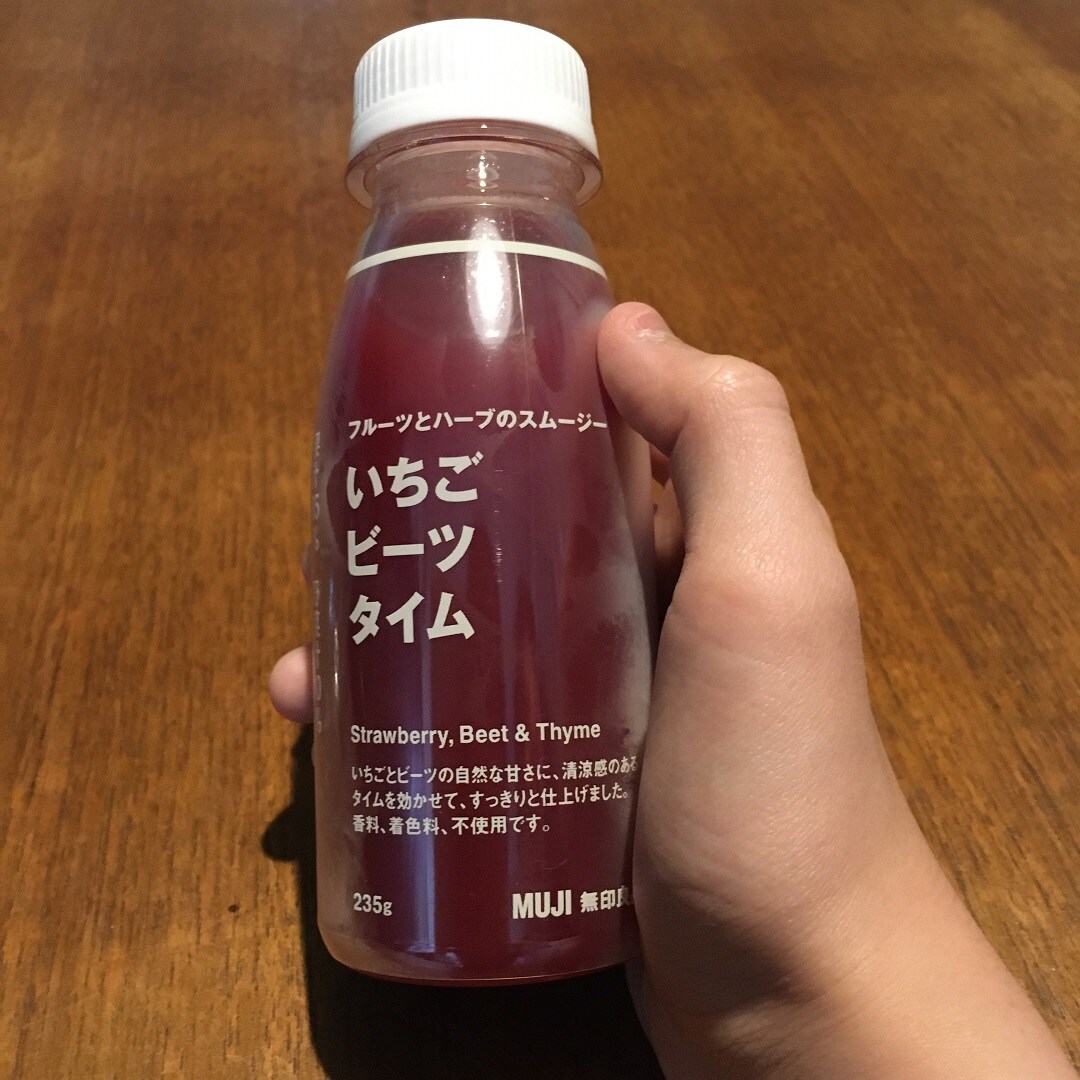 フルーツとハーブのスムージー
いちご
ビーツ
タイム
Strawberry, Beet & Thyme
いちごとビーツの自然な甘さに、清涼感のある
タイムを効かせて、すっきりと仕上げました。
香料、着色料、不使用です。
235g
MUJI 無印良